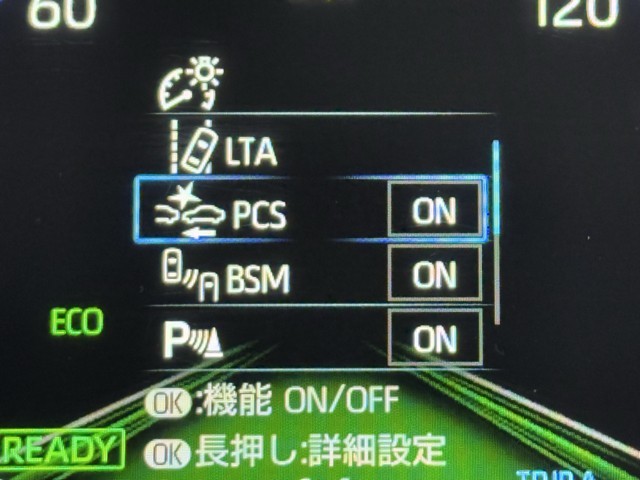 60 120
LTA
PCS ON
BSM ON
P ON
ECO
OK:機能 ON/OFF
READY
OK長押し:詳細設定
TRIP A